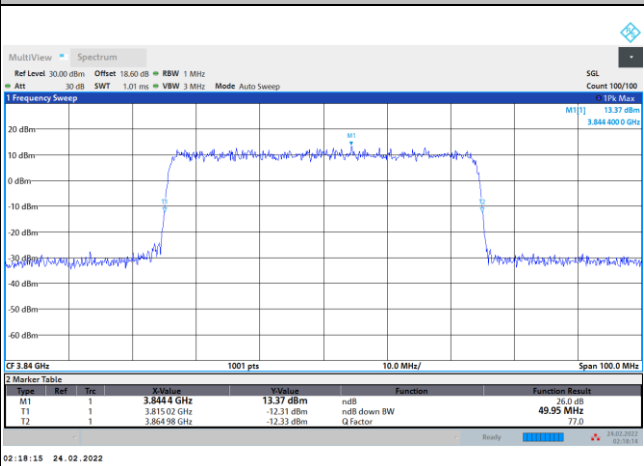 MultiView Spectrum
Ref Level 30.00 dBm Offset 18.60 dB RBW 1 MHz SGL
Att 30 dB SWT 1.01 ms VBW 3 MHz Mode Auto Sweep Count 100/100
1 Frequency Sweep 1Pk Max
M1[1] 13.37 dBm
3.844 400 0 GHz
20 dBm
M1
10 dBm
0 dBm
-10 dBm
T1 T2
-20 dBm
-30 dBm
-40 dBm
-50 dBm
-60 dBm
CF 3.84 GHz 1001 pts 10.0 MHz/ Span 100.0 MHz
2 Marker Table
Type Ref Trc X-Value Y-Value Function Function Result
M1 1 3.844 4 GHz 13.37 dBm ndB 26.0 dB
T1 1 3.815 02 GHz -12.31 dBm ndB down BW 49.95 MHz
T2 1 3.864 98 GHz -12.33 dBm Q Factor 77.0
Ready 24.02.2022
02:18:14
02:18:15 24.02.2022